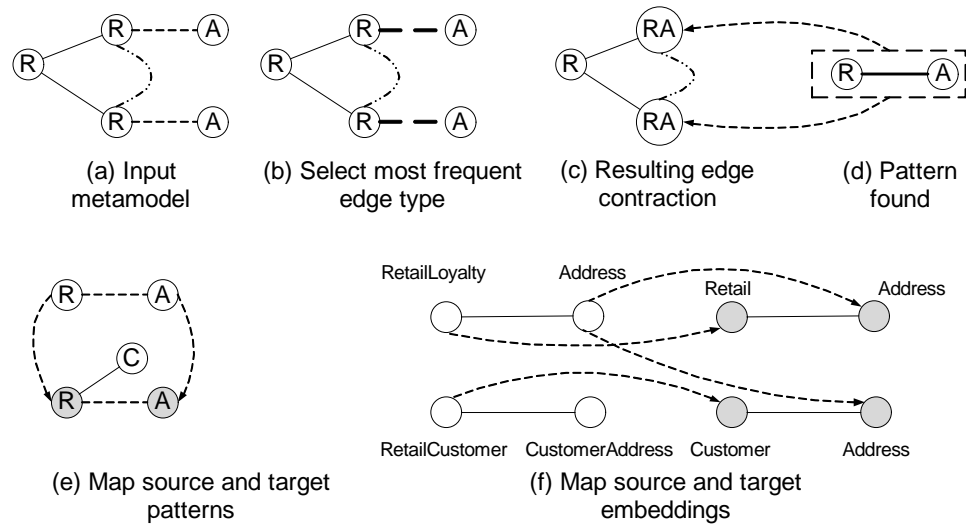 R A R A RA
R R R R A
R A R A RA
(a) Input
metamodel
(b) Select most frequent
edge type
(c) Resulting edge
contraction
(d) Pattern
found
RetailLoyalty Address Retail Address
R A
C
R A
RetailCustomer CustomerAddress Customer Address
(e) Map source and target
patterns
(f) Map source and target
embeddings